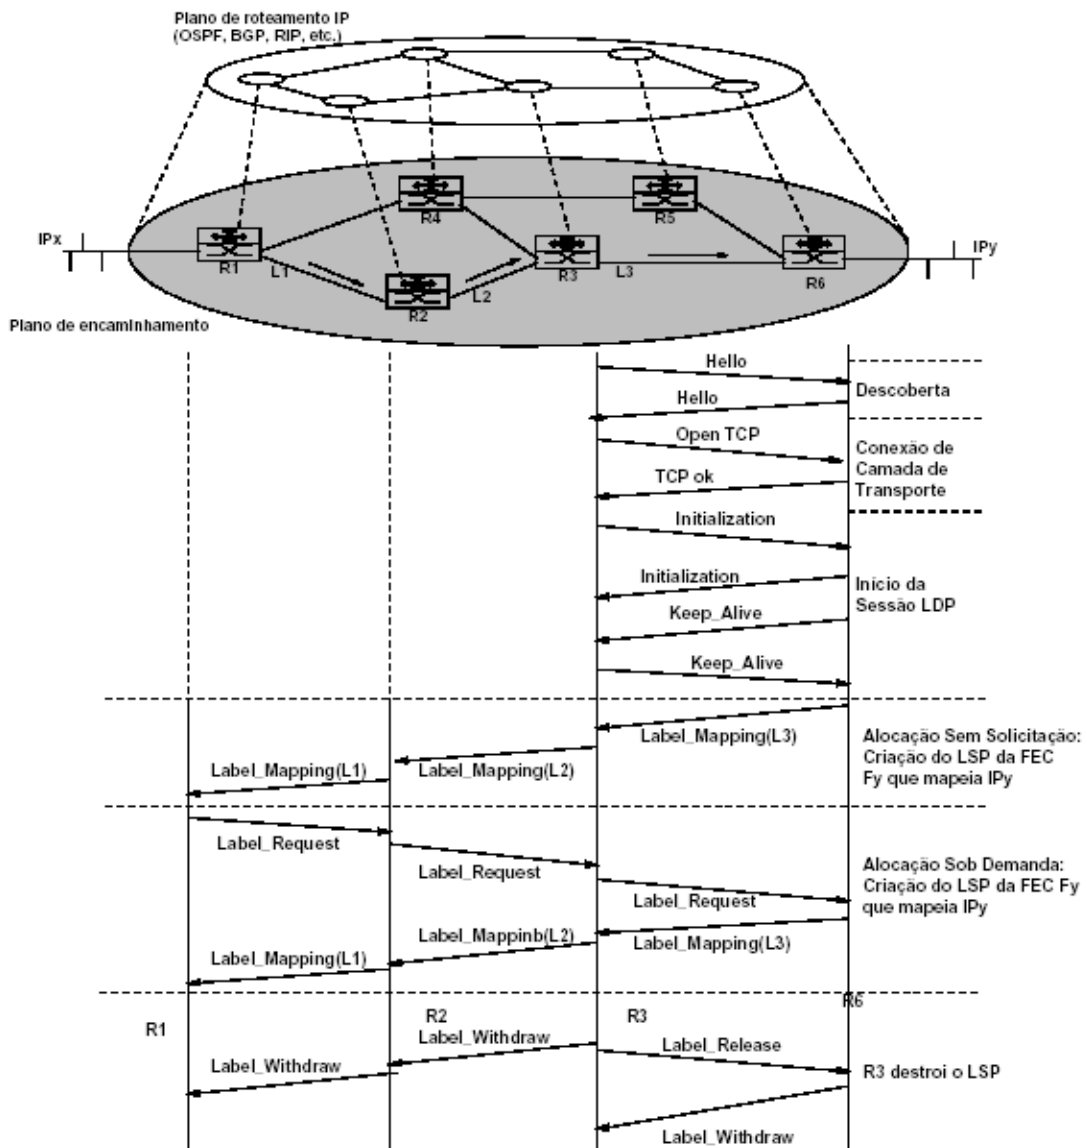 Plano de roteamento IP
(OSPF, BGP, RIP, etc.)
R4
R5
IPx
R1
L1
R3
L3
R6
IPy
L2
R2
Plano de encaminhamento
Hello
Descoberta
Hello
Open TCP
Conexão de
Camada de
Transporte
TCP ok
Initialization
Initialization
Início da
Sessão LDP
Keep_Alive
Keep_Alive
Label_Mapping(L3)
Label_Mapping(L2)
Label_Mapping(L1)
Alocação Sem Solicitação:
Criação do LSP da FEC
Fy que mapeia IPy
Label_Request
Label_Request
Label_Request
Alocação Sob Demanda:
Criação do LSP da FEC Fy
que mapeia IPy
Label_Mappinb(L2)
Label_Mapping(L3)
Label_Mapping(L1)
R6
R1
R2
R3
Label_Withdraw
Label_Release
Label_Withdraw
R3 destroi o LSP
Label_Withdraw